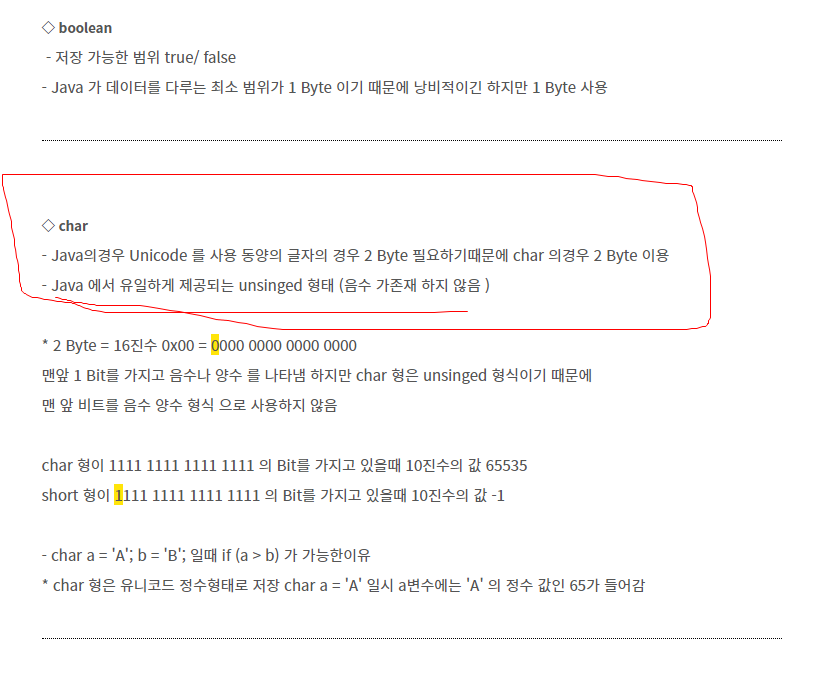 ◇ boolean
- 저장 가능한 범위 true/ false
- Java 가 데이터를 다루는 최소 범위가 1 Byte 이기 때문에 낭비적이긴 하지만 1 Byte 사용
◇ char
- Java의경우 Unicode 를 사용 동양의 글자의 경우 2 Byte 필요하기때문에 char 의경우 2 Byte 이용
- Java 에서 유일하게 제공되는 unsinged 형태 (음수 가존재 하지 않음 )
* 2 Byte = 16진수 0x00 = 0000 0000 0000 0000
맨앞 1 Bit를 가지고 음수나 양수 를 나타냄 하지만 char 형은 unsinged 형식이기 때문에
맨 앞 비트를 음수 양수 형식 으로 사용하지 않음
char 형이 1111 1111 1111 1111 의 Bit를 가지고 있을때 10진수의 값 65535
short 형이 1111 1111 1111 1111 의 Bit를 가지고 있을때 10진수의 값 -1
- char a = 'A'; b = 'B'; 일때 if (a > b) 가 가능한이유
* char 형은 유니코드 정수형태로 저장 char a = 'A' 일시 a변수에는 'A' 의 정수 값인 65가 들어감